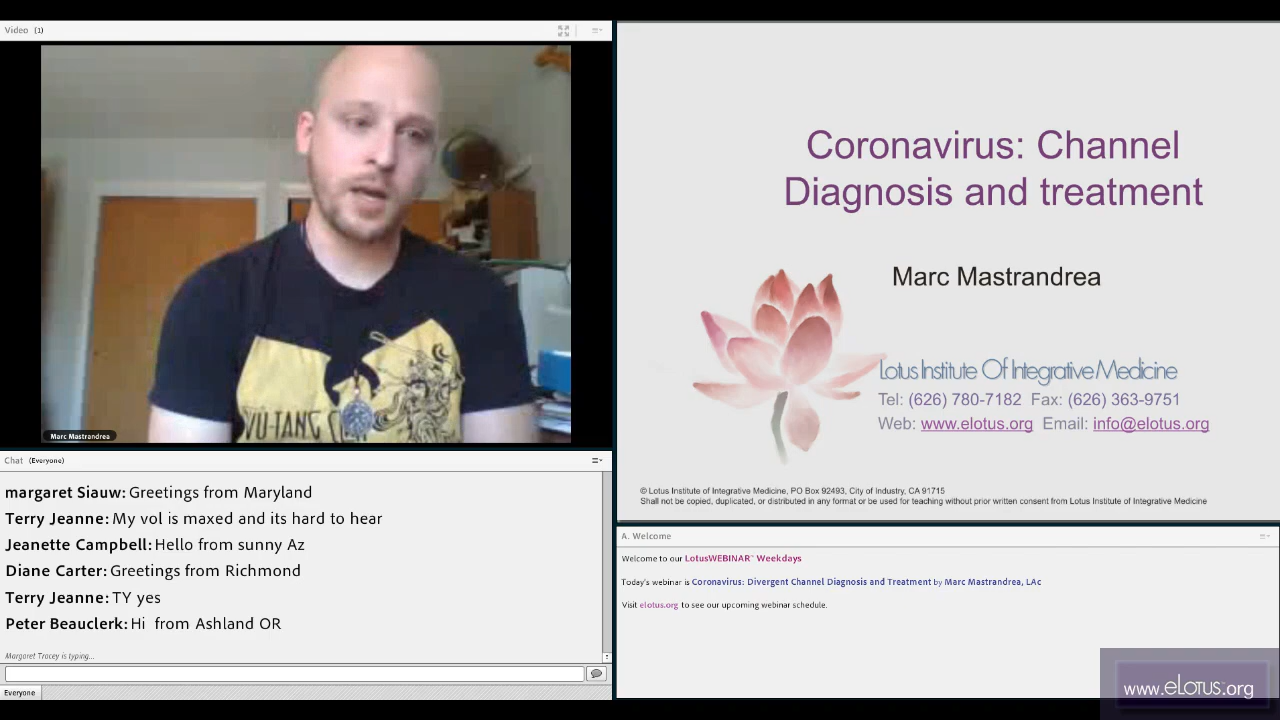 Video (1)
Marc Mastrandrea
Chat (Everyone)
margaret Siauw: Greetings from Maryland
Terry Jeanne: My vol is maxed and its hard to hear
Jeanette Campbell: Hello from sunny Az
Diane Carter: Greetings from Richmond
Terry Jeanne: TY yes
Peter Beauclerk: Hi from Ashland OR
Margaret Tracey is typing...
Everyone
Coronavirus: Channel
Diagnosis and treatment
Marc Mastrandrea
Lotus Institute Of Integrative Medicine
Tel: (626) 780-7182 Fax: (626) 363-9751
Web: www.elotus.org Email: info@elotus.org
© Lotus Institute of Integrative Medicine, PO Box 92493, City of Industry, CA 91715
Shall not be copied, duplicated, or distributed in any format or be used for teaching without prior written consent from Lotus Institute of Integrative Medicine
A. Welcome
Welcome to our LotusWEBINAR™ Weekdays
Today's webinar is Coronavirus: Divergent Channel Diagnosis and Treatment by Marc Mastrandrea, LAc
Visit elotus.org to see our upcoming webinar schedule.
www.eLotus.org